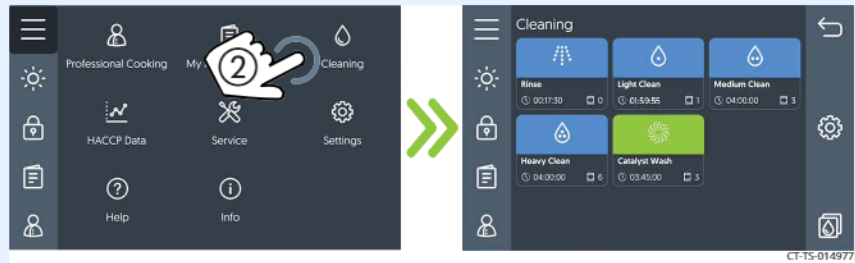 Professional Cooking
My
Cleaning
2
HACCP Data
Service
Settings
Help
Info
Cleaning
Rinse
00:17:30 0
Light Clean
01:59:55 1
Medium Clean
04:00:00 3
Heavy Clean
04:00:00 6
Catalyst Wash
03:45:00 3
CT-TS-014977